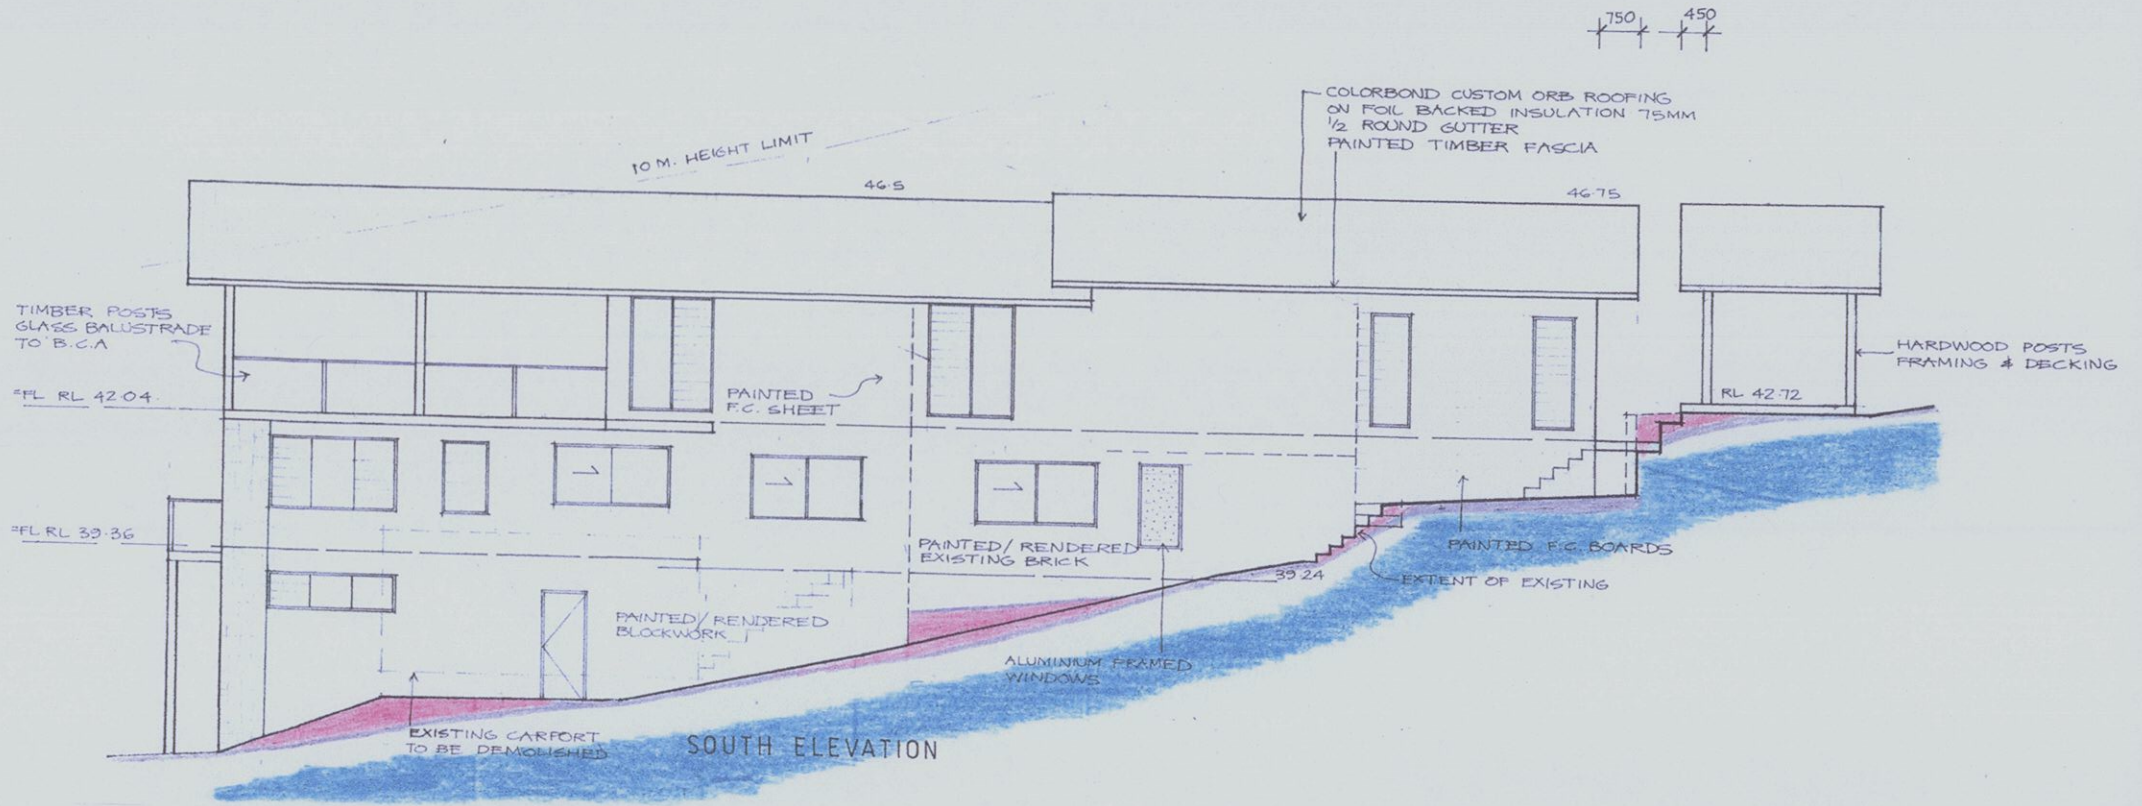 750 450
COLORBOND CUSTOM ORB ROOFING
ON FOIL BACKED INSULATION 75MM
1/2 ROUND GUTTER
PAINTED TIMBER FASCIA
10 M. HEIGHT LIMIT
46.5
46.75
TIMBER POSTS
GLASS BALUSTRADE
TO B.C.A
HARDWOOD POSTS
FRAMING & DECKING
PAINTED
F.C. SHEET
FL RL 42.04
RL 42.72
FL RL 39.36
PAINTED/RENDERED
EXISTING BRICK
PAINTED F.C. BOARDS
39.24
EXTENT OF EXISTING
PAINTED/RENDERED
BLOCKWORK
ALUMINIUM FRAMED
WINDOWS
EXISTING CARPORT
TO BE DEMOLISHED
SOUTH ELEVATION